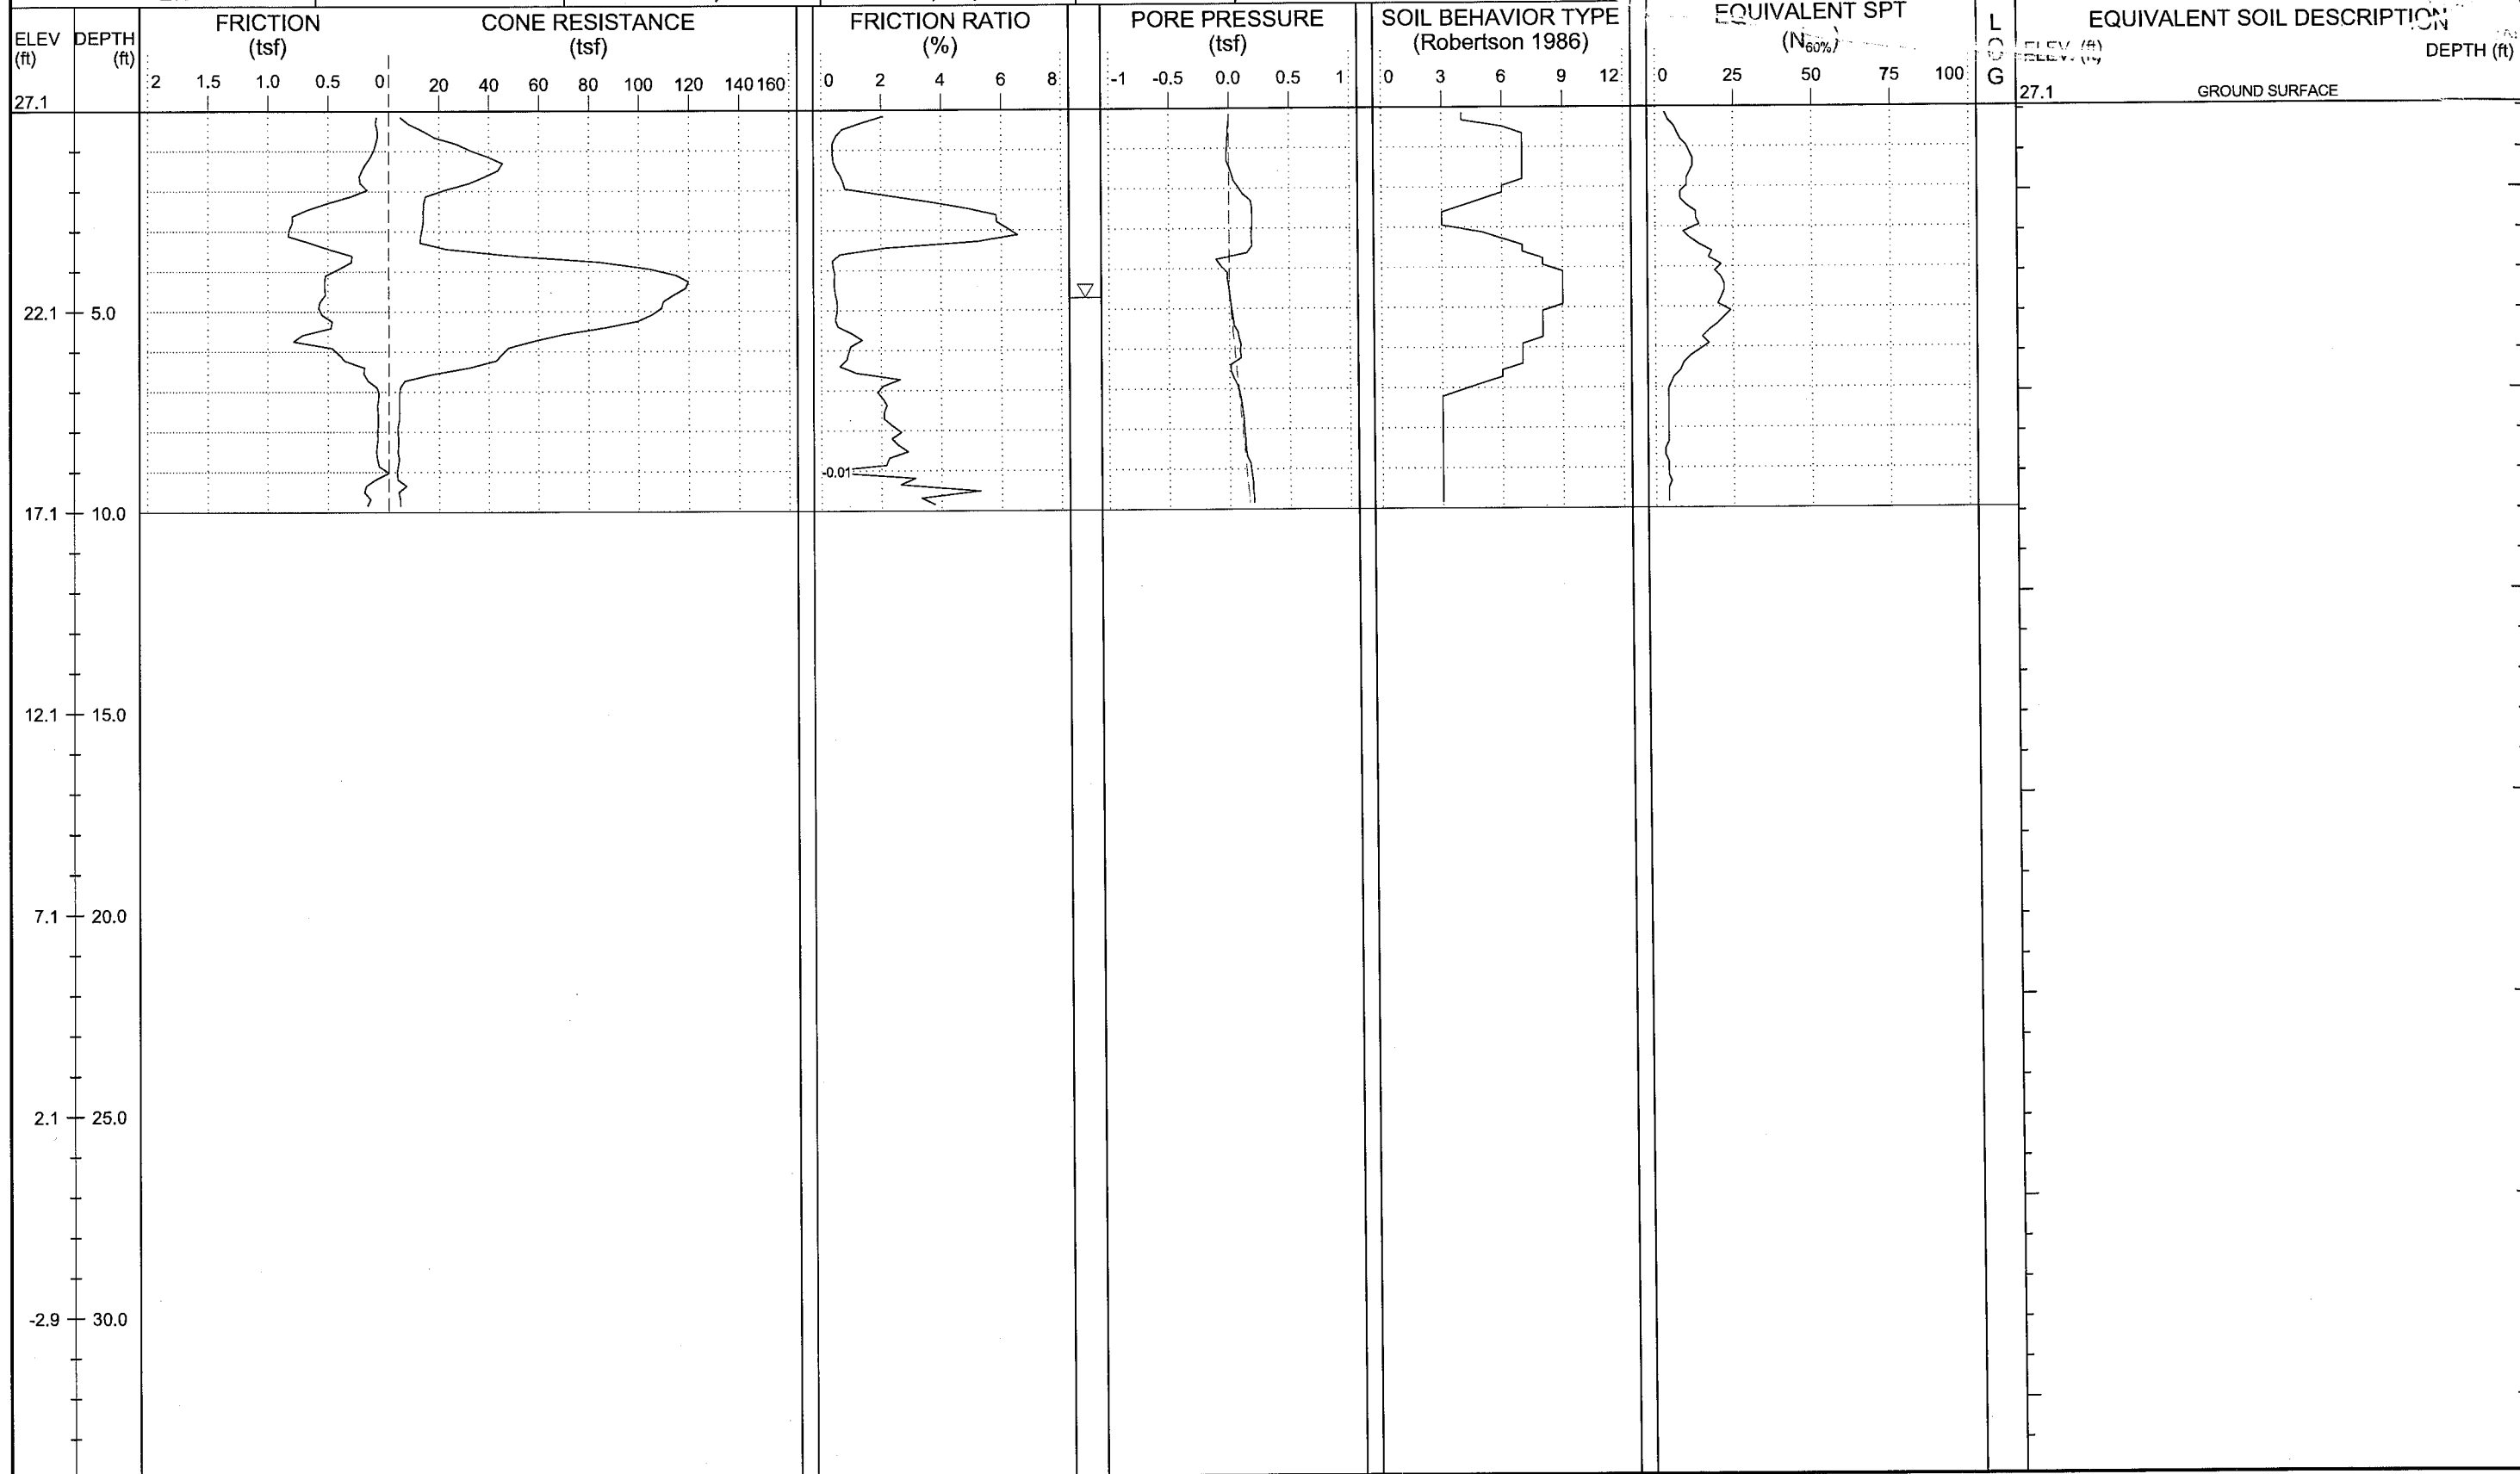 FRICTION CONE RESISTANCE FRICTION RATIO PORE PRESSURE SOIL BEHAVIOR TYPE EQUIVALENT SPT L EQUIVALENT SOIL DESCRIPTION
ELEV DEPTH (tsf) (tsf) (%) (tsf) (Robertson 1986) (N60%) O ELEV. (ft) DEPTH (ft)
(ft) (ft)
2 1.5 1.0 0.5 0 20 40 60 80 100 120 140 160 0 2 4 6 8 -1 -0.5 0.0 0.5 1 0 3 6 9 12 0 25 50 75 100 G
27.1 27.1 GROUND SURFACE
22.1 5.0
-0.01
17.1 10.0
12.1 15.0
7.1 20.0
2.1 25.0
-2.9 30.0